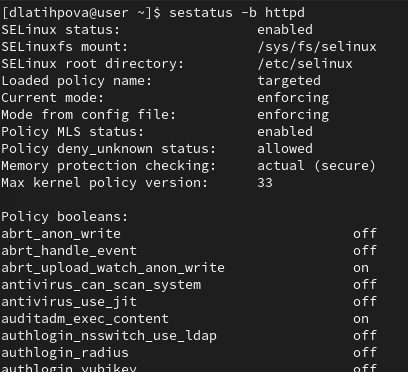 [dlatihpova@user ~]$ sestatus -b httpd
SELinux status:                 enabled
SELinuxfs mount:                /sys/fs/selinux
SELinux root directory:         /etc/selinux
Loaded policy name:             targeted
Current mode:                   enforcing
Mode from config file:          enforcing
Policy MLS status:              enabled
Policy deny_unknown status:     allowed
Memory protection checking:     actual (secure)
Max kernel policy version:      33

Policy booleans:
abrt_anon_write                             off
abrt_handle_event                           off
abrt_upload_watch_anon_write                on
antivirus_can_scan_system                   off
antivirus_use_jit                           off
auditadm_exec_content                       on
authlogin_nsswitch_use_ldap                 off
authlogin_radius                            off
authlogin_yubikey                           off